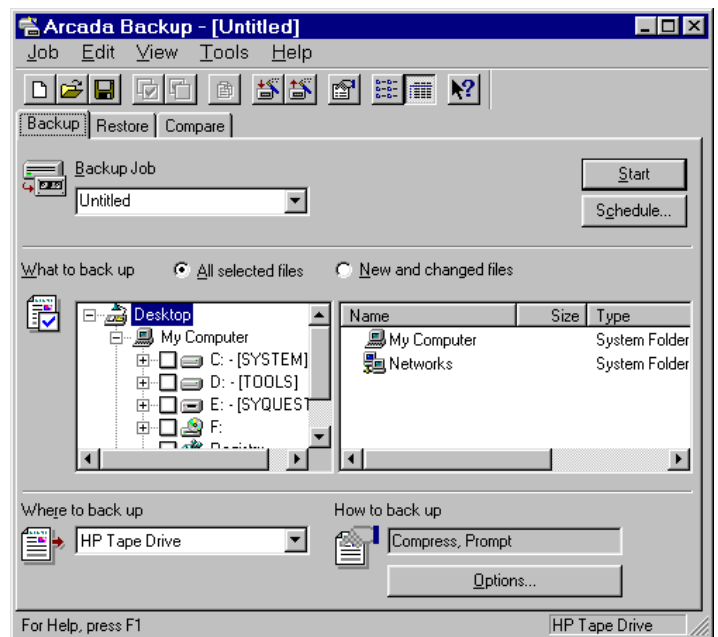 Arcada Backup - [Untitled]
Job Edit View Tools Help
Backup Restore Compare
Backup Job
Untitled
Start
Schedule...
What to back up All selected files New and changed files
Desktop
My Computer
C: - [SYSTEM]
D: - [TOOLS]
E: - [SYQUEST
F:
Name Size Type
My Computer System Folder
Networks System Folder
Where to back up
HP Tape Drive
How to back up
Compress, Prompt
Options...
For Help, press F1 HP Tape Drive